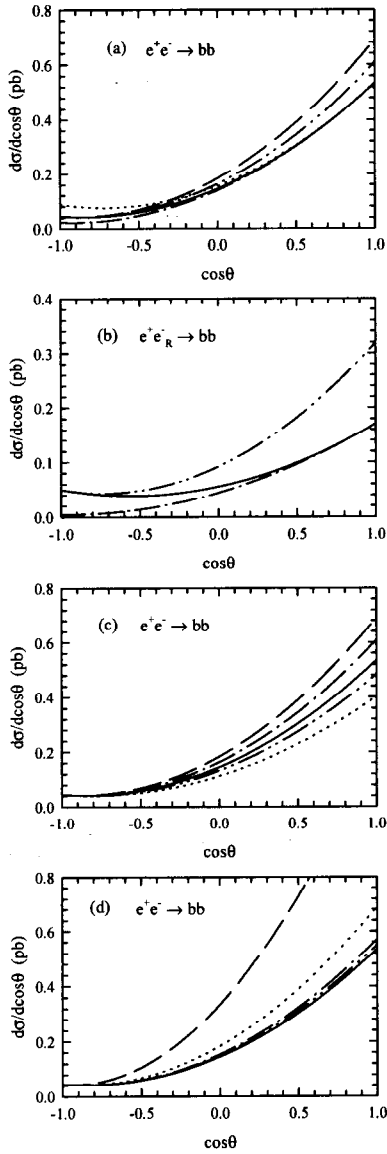 0.8
(a) e⁺e⁻ → bb
0.6
dσ/dcosθ (pb)
0.4
0.2
0.0
-1.0 -0.5 0.0 0.5 1.0
cosθ
0.4
(b) e⁺e⁻R → bb
0.3
dσ/dcosθ (pb)
0.2
0.1
0.0
-1.0 -0.5 0.0 0.5 1.0
cosθ
0.8
(c) e⁺e⁻ → bb
0.6
dσ/dcosθ (pb)
0.4
0.2
0.0
-1.0 -0.5 0.0 0.5 1.0
cosθ
0.8
(d) e⁺e⁻ → bb
0.6
dσ/dcosθ (pb)
0.4
0.2
0.0
-1.0 -0.5 0.0 0.5 1.0
cosθ